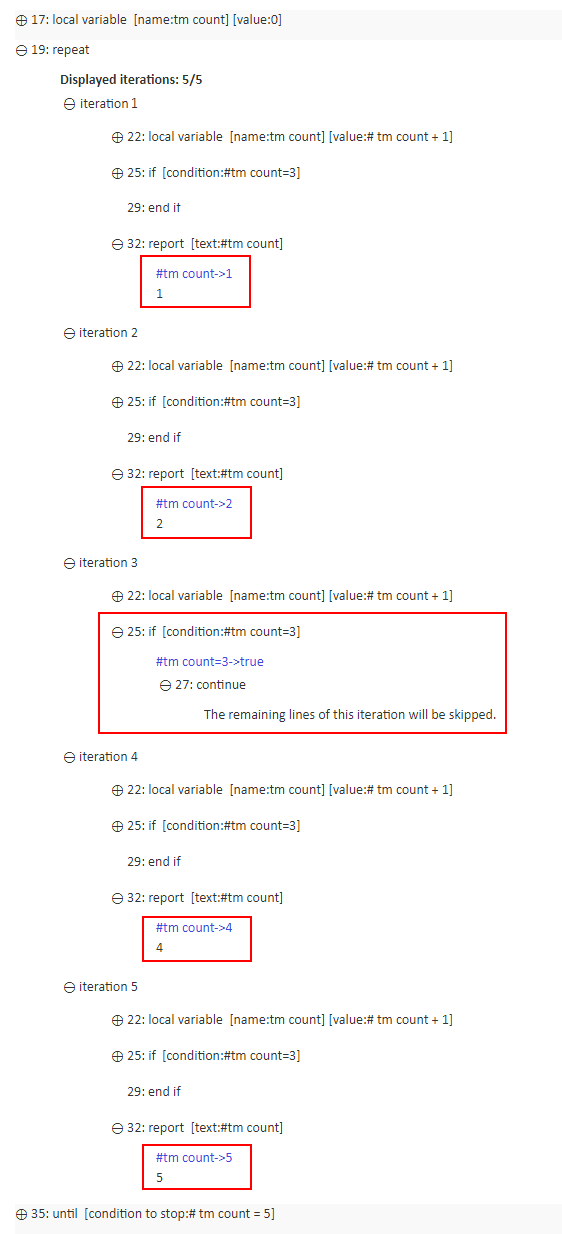 17: local variable [name:tm count] [value:0]
19: repeat
Displayed iterations: 5/5
iteration 1
22: local variable [name:tm count] [value:# tm count + 1]
25: if [condition:#tm count=3]
29: end if
32: report [text:#tm count]
#tm count->1
1
iteration 2
22: local variable [name:tm count] [value:# tm count + 1]
25: if [condition:#tm count=3]
29: end if
32: report [text:#tm count]
#tm count->2
2
iteration 3
22: local variable [name:tm count] [value:# tm count + 1]
25: if [condition:#tm count=3]
#tm count=3->true
27: continue
The remaining lines of this iteration will be skipped.
iteration 4
22: local variable [name:tm count] [value:# tm count + 1]
25: if [condition:#tm count=3]
29: end if
32: report [text:#tm count]
#tm count->4
4
iteration 5
22: local variable [name:tm count] [value:# tm count + 1]
25: if [condition:#tm count=3]
29: end if
32: report [text:#tm count]
#tm count->5
5
35: until [condition to stop:# tm count = 5]